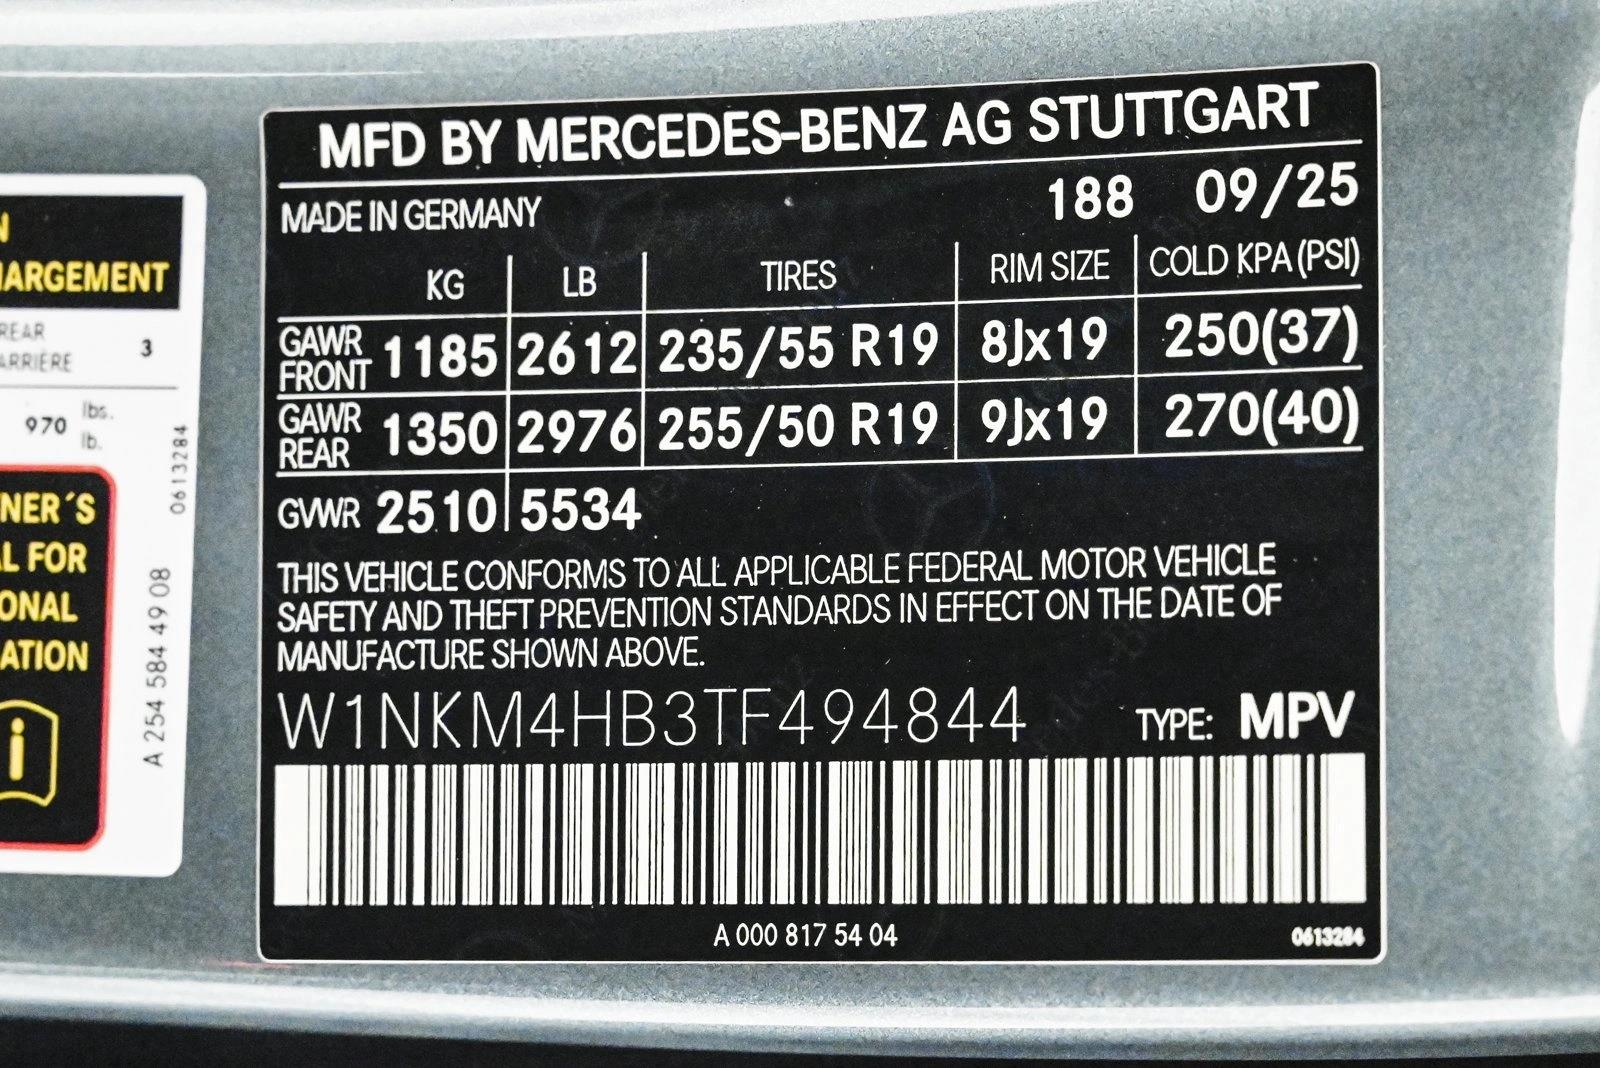 MFD BY MERCEDES-BENZ AG STUTTGART
MADE IN GERMANY 188 09/25
KG LB TIRES RIM SIZE COLD KPA (PSI)
GAWR FRONT 1185 2612 235/55 R19 8Jx19 250(37)
GAWR REAR 1350 2976 255/50 R19 9Jx19 270(40)
GVWR 2510 5534
THIS VEHICLE CONFORMS TO ALL APPLICABLE FEDERAL MOTOR VEHICLE
SAFETY AND THEFT PREVENTION STANDARDS IN EFFECT ON THE DATE OF
MANUFACTURE SHOWN ABOVE.
W1NKM4HB3TF494844 TYPE: MPV
A 000 817 54 04 0613284
N
HARGEMENT
REAR
ARRIÈRE 3
970 lbs.
lb.
NER´S
L FOR
ONAL
ATION
i
0613284
A 254 584 49 08